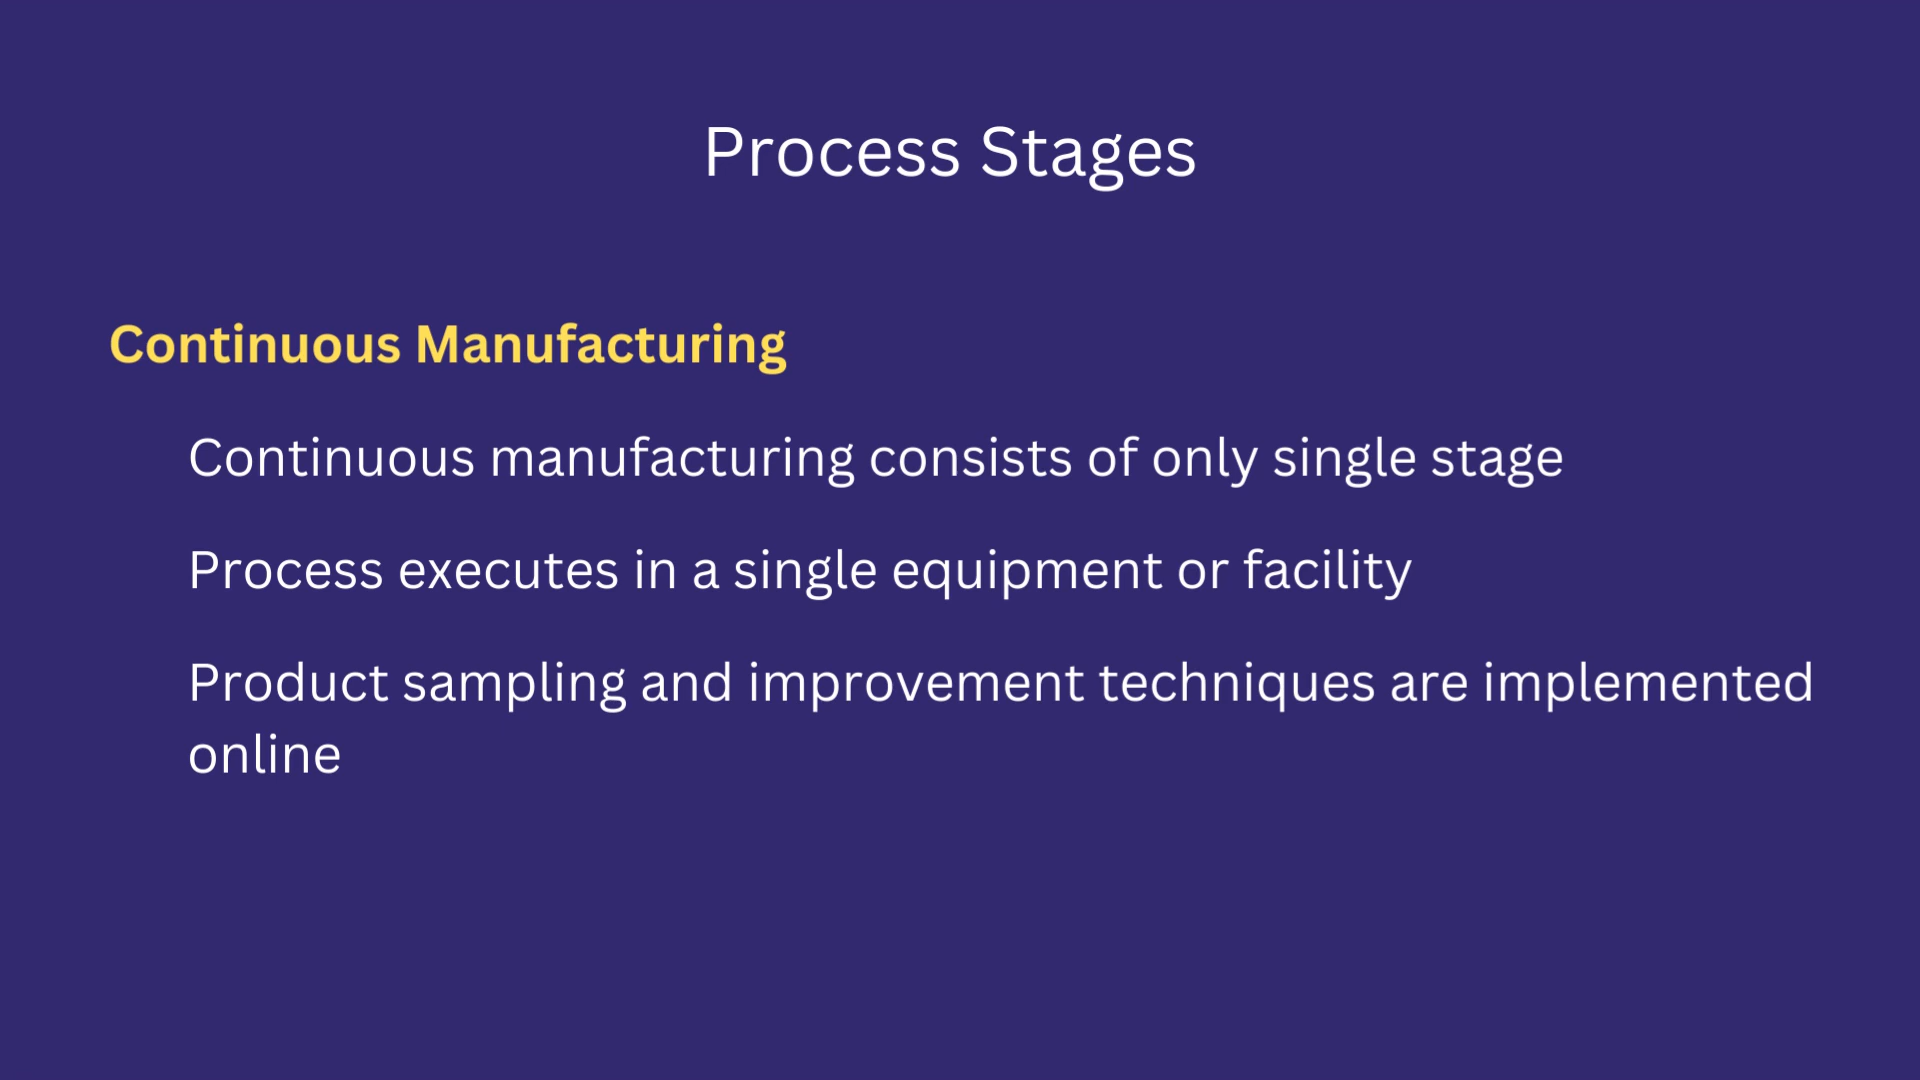 Process Stages
Continuous Manufacturing
Continuous manufacturing consists of only single stage
Process executes in a single equipment or facility
Product sampling and improvement techniques are implemented
online